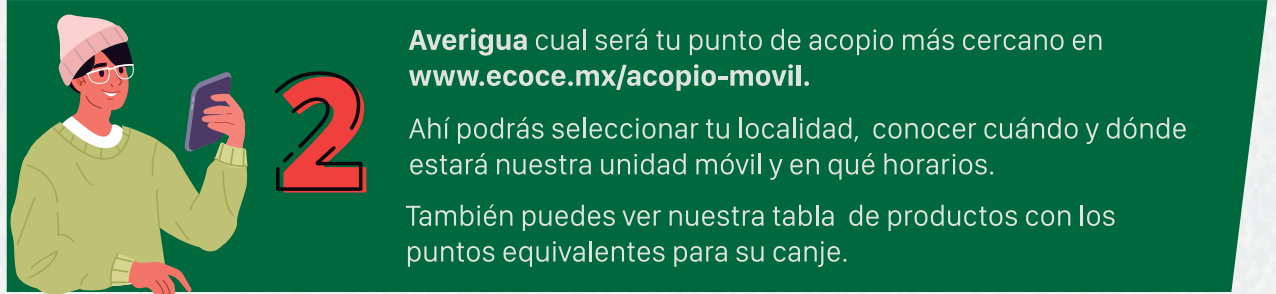 2
Averigua cual será tu punto de acopio más cercano en
www.ecoce.mx/acopio-movil.
Ahí podrás seleccionar tu localidad, conocer cuándo y dónde
estará nuestra unidad móvil y en qué horarios.
También puedes ver nuestra tabla de productos con los
puntos equivalentes para su canje.